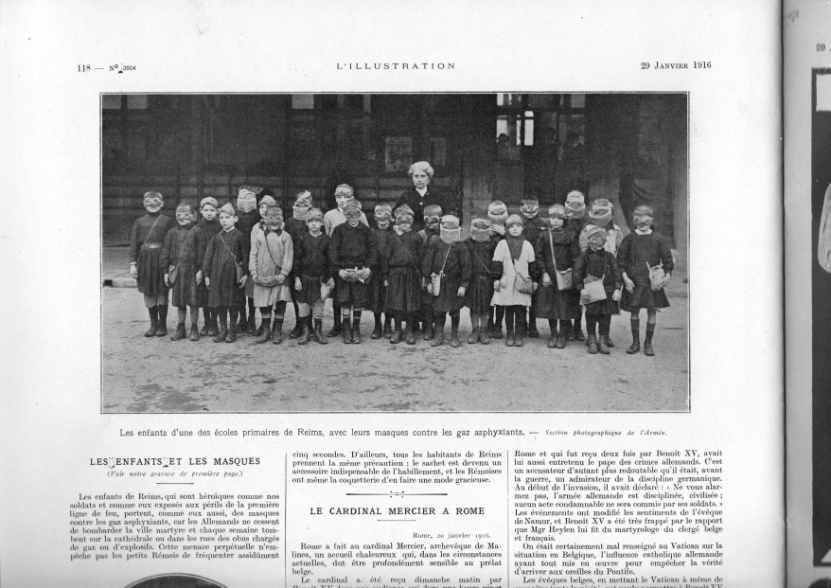 118 — N° 3804
L'ILLUSTRATION
29 JANVIER 1916
Les enfants d'une des écoles primaires de Reims, avec leurs masques contre les gaz asphyxiants. — Section photographique de l'Armée.
LES ENFANTS ET LES MASQUES
(Voir notre gravure de première page.)
Les enfants de Reims, qui sont héroïques comme nos
soldats et comme eux exposés aux périls de la première
ligne de feu, portent, comme eux aussi, des masques
contre les gaz asphyxiants, car les Allemands ne cessent
de bombarder la ville martyre et chaque semaine tom-
bent sur la cathédrale ou dans les rues des obus chargés
de gaz ou d'explosifs. Cette menace perpétuelle n'em-
pêche pas les petits Rémois de fréquenter assidûment
cinq secondes. D'ailleurs, tous les habitants de Reims
prennent la même précaution : le sachet est devenu un
accessoire indispensable de l'habillement, et les Rémoises
ont même la coquetterie d'en faire une mode gracieuse.
LE CARDINAL MERCIER A ROME
Rome, 20 janvier 1916.
Rome a fait au cardinal Mercier, archevêque de Ma-
lines, un accueil chaleureux qui, dans les circonstances
actuelles, dut être profondément sensible au prélat
belge.
Le cardinal a été reçu dimanche matin par
Rome et qui fut reçu deux fois par Benoît XV, avait
lui aussi entretenu le pape des crimes allemands. C'est
un accusateur d'autant plus redoutable qu'il était, avant
la guerre, un admirateur de la discipline germanique.
Au début de l'invasion, il avait déclaré : « Ne vous alar-
mez pas, l'armée allemande est disciplinée, civilisée ;
aucun acte condamnable ne sera commis par ses soldats. »
Les événements ont modifié les sentiments de l'évêque
de Namur, et Benoît XV a été très frappé par le rapport
que Mgr Heylen lui fit du martyrologe du clergé belge
et français.
On était certainement mal renseigné au Vatican sur la
situation en Belgique, l'influence catholique allemande
ayant tout mis en œuvre pour empêcher la vérité
d'arriver aux oreilles du Pontife.
Les évêques belges, en mettant le Vatican à même de